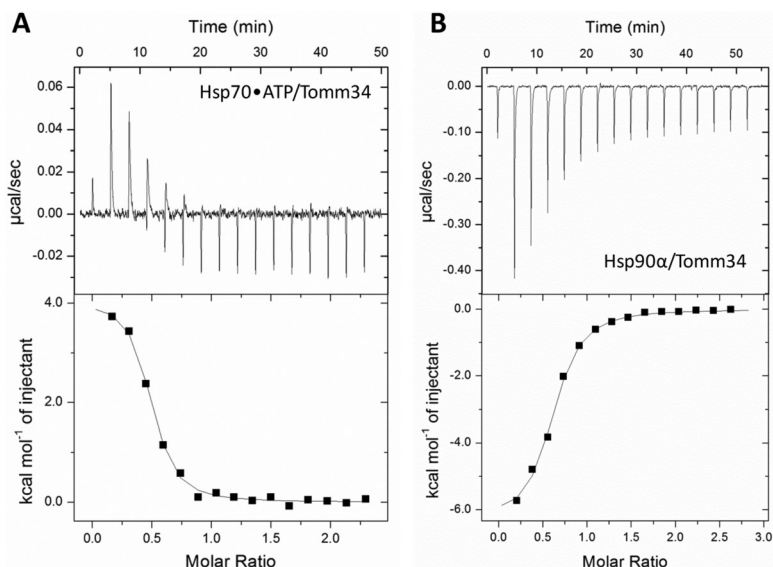 A
Time (min)
0 10 20 30 40 50
Hsp70•ATP/Tomm34
0.06
0.04
0.02
0.00
-0.02
µcal/sec
4.0
2.0
0.0
kcal mol⁻¹ of injectant
0.0 0.5 1.0 1.5 2.0
Molar Ratio
B
Time (min)
0 10 20 30 40 50
0.00
-0.10
-0.20
-0.30
-0.40
µcal/sec
Hsp90α/Tomm34
0.0
-2.0
-4.0
-6.0
kcal mol⁻¹ of injectant
0.0 0.5 1.0 1.5 2.0 2.5 3.0
Molar Ratio